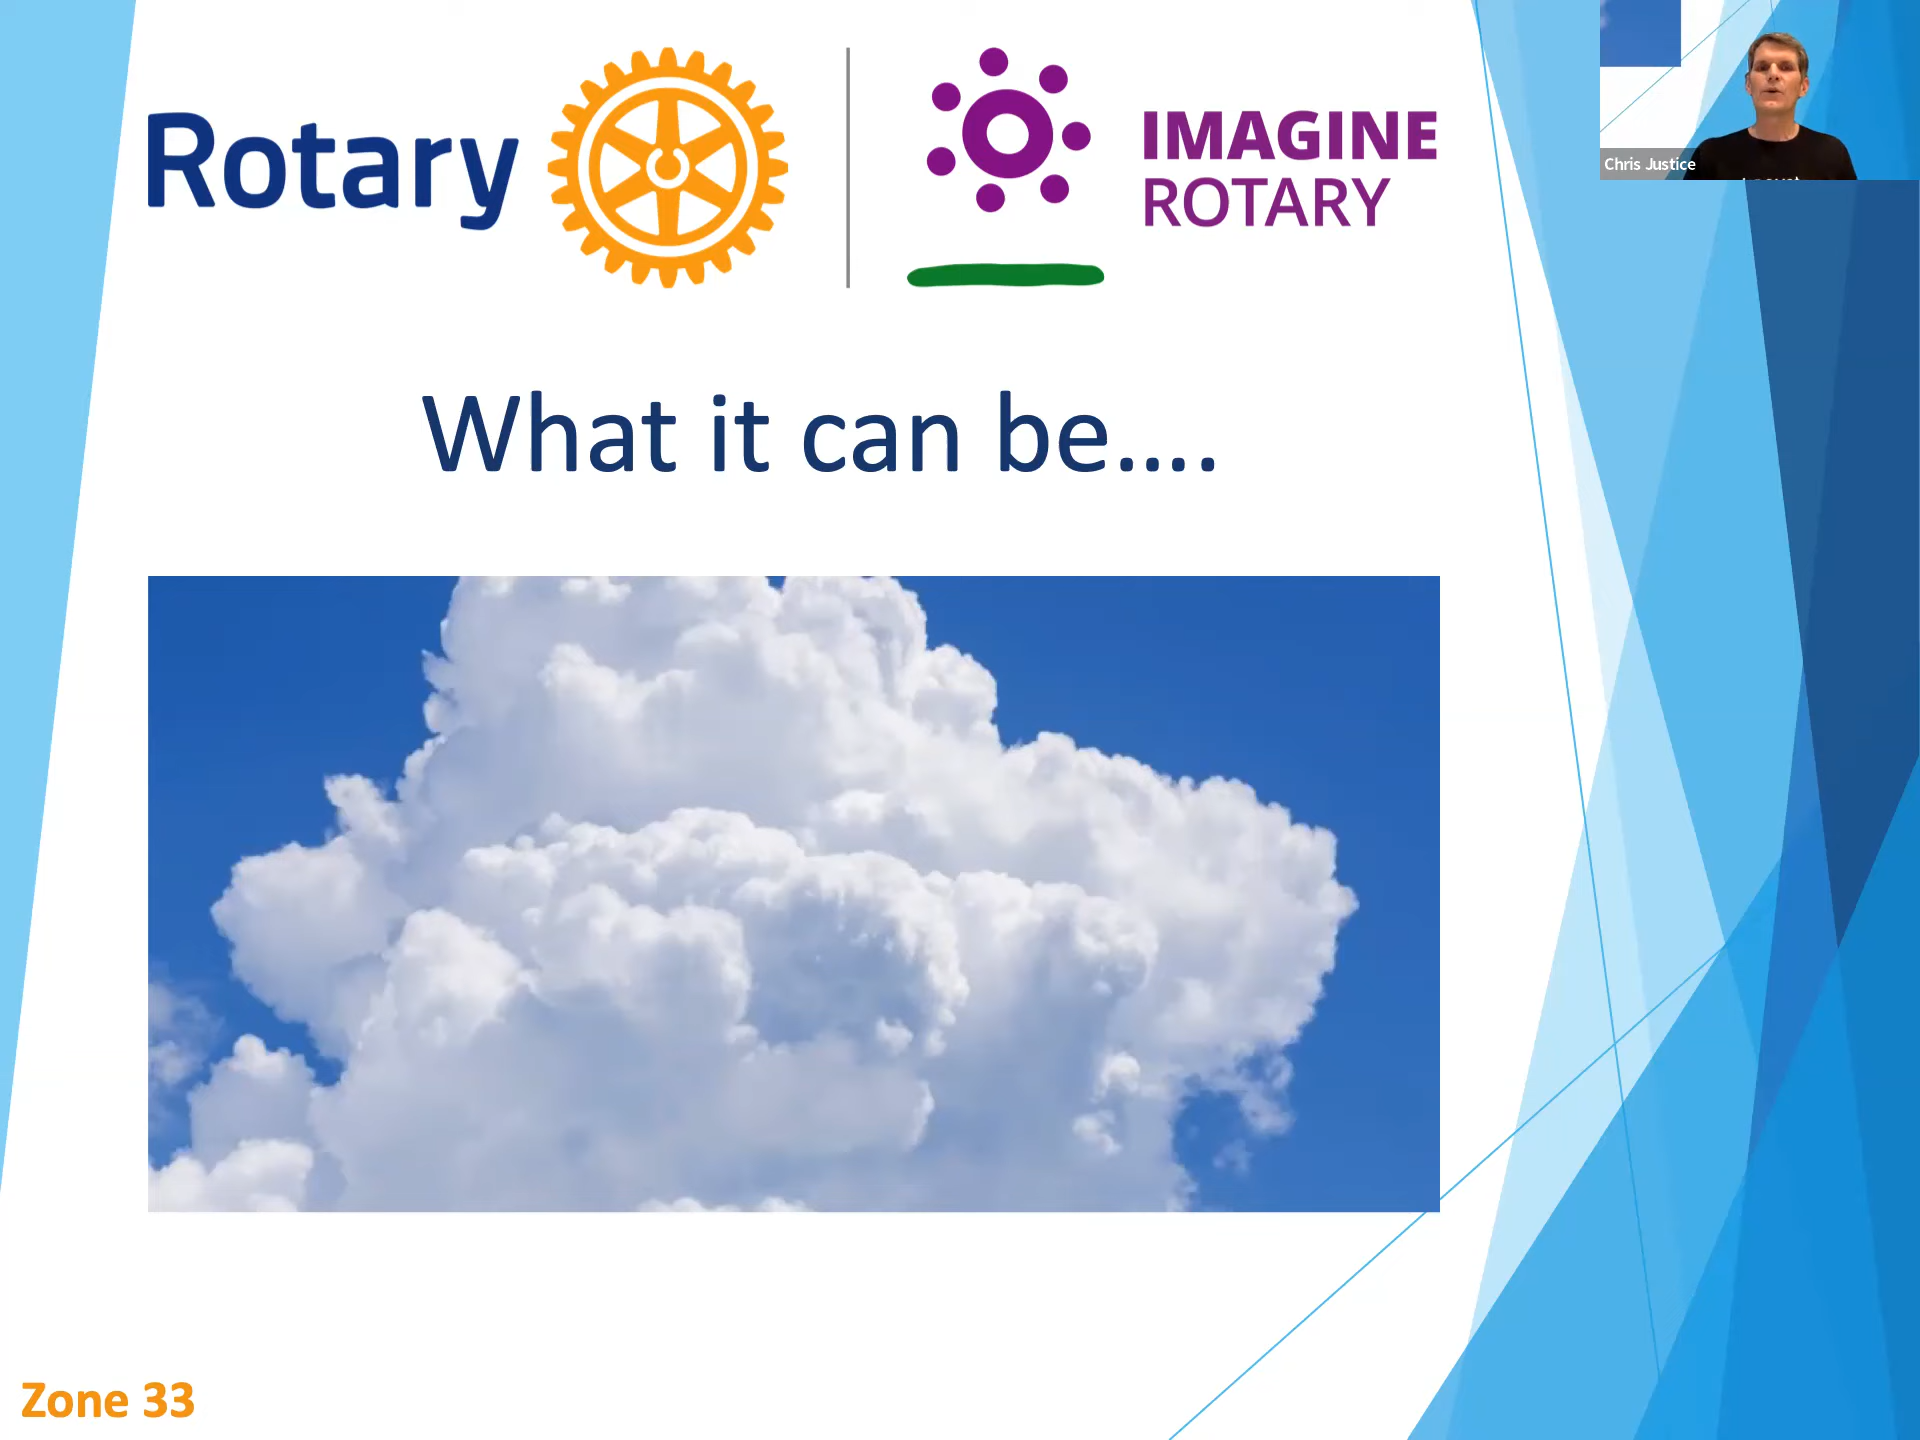 Rotary
IMAGINE
ROTARY
Chris Justice
What it can be....
Zone 33